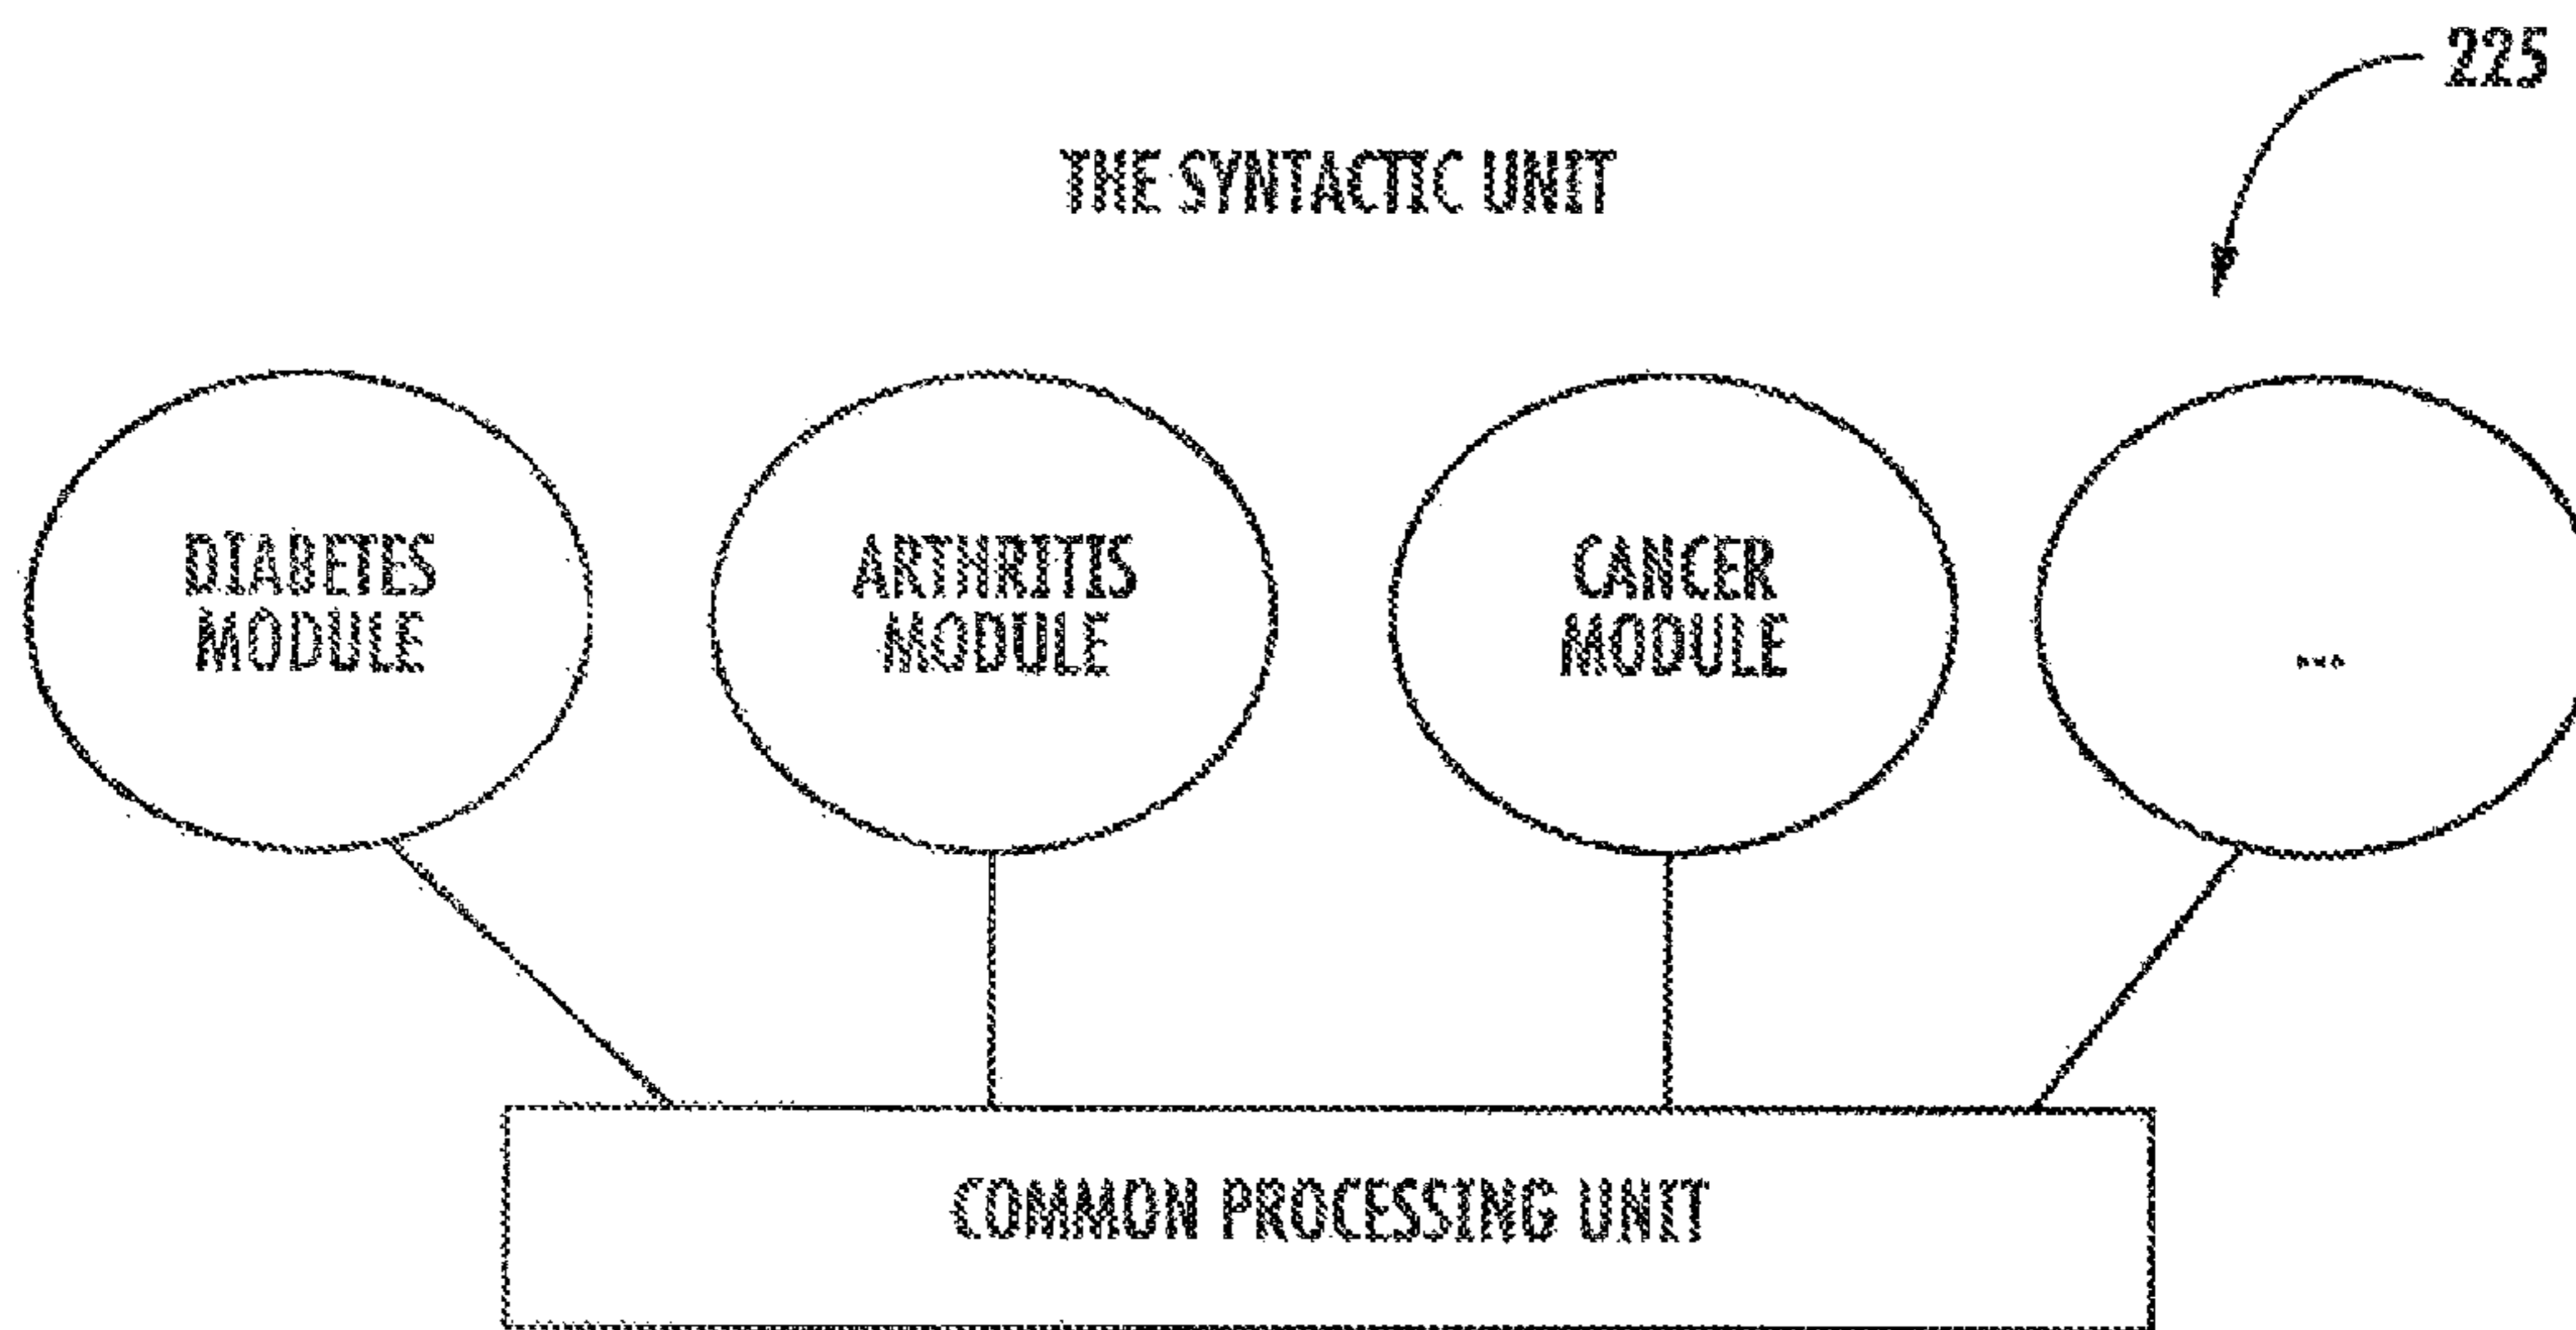 225
THE SYNTACTIC UNIT
DIABETES
MODULE
ARTHRITIS
MODULE
CANCER
MODULE
...
COMMON PROCESSING UNIT